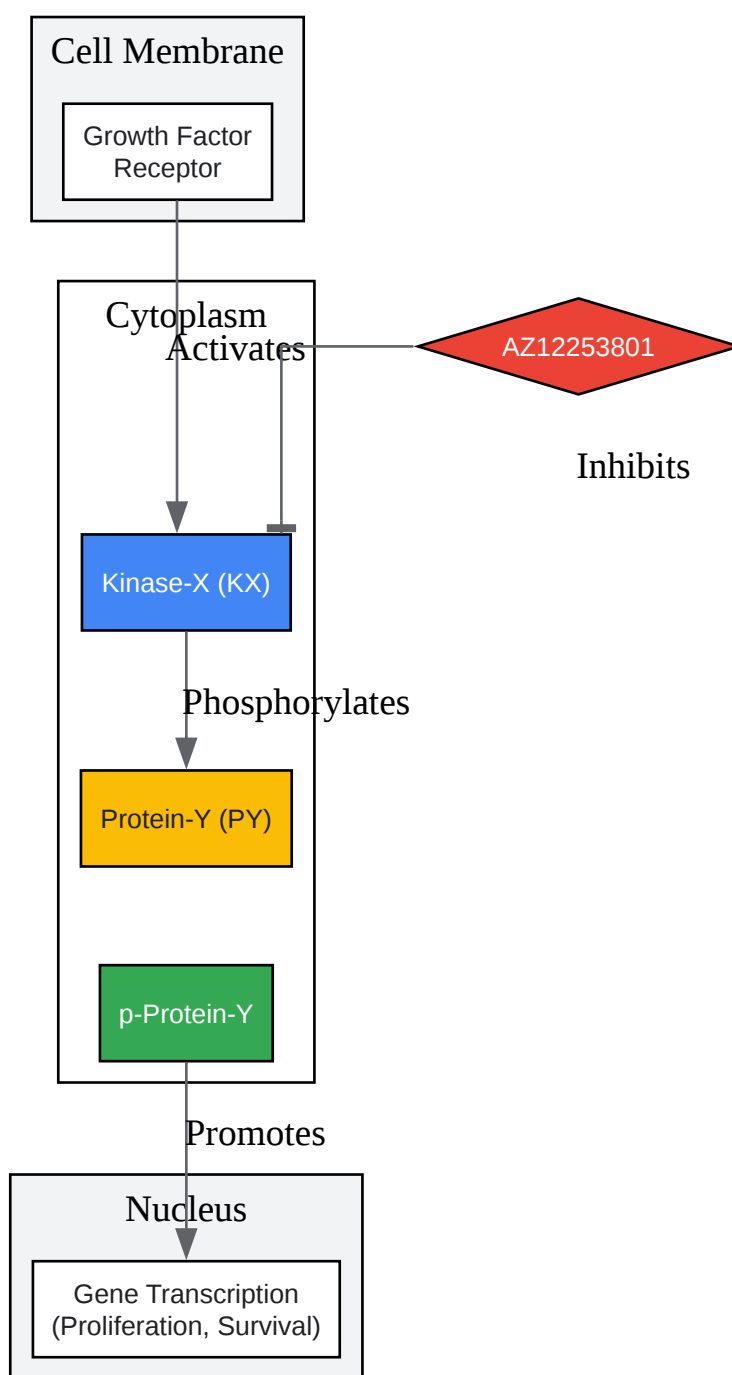 Cell Membrane
Growth Factor
Receptor
Cytoplasm
Activates
AZ12253801
Inhibits
Kinase-X (KX)
Phosphorylates
Protein-Y (PY)
p-Protein-Y
Promotes
Nucleus
Gene Transcription
(Proliferation, Survival)